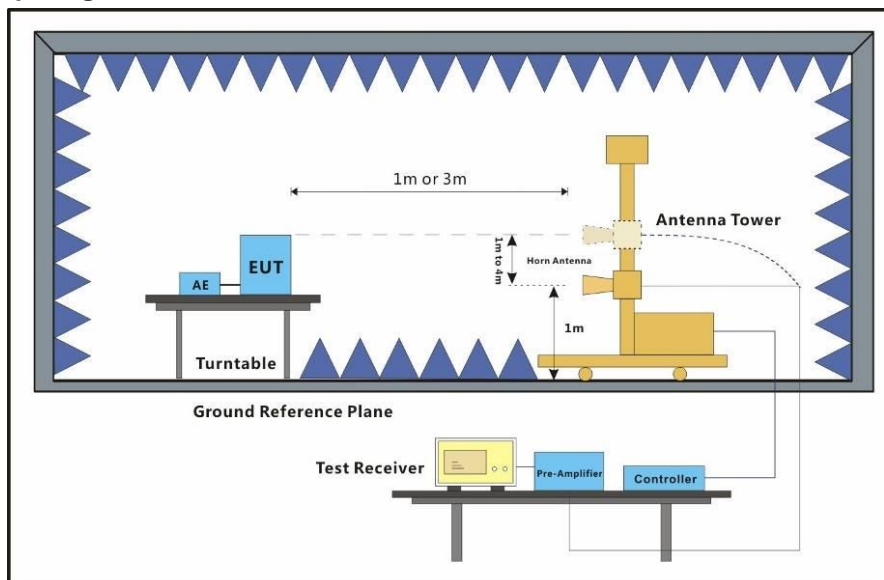 1m or 3m
Antenna Tower
1m to 4m
Horn Antenna
EUT
AE
1m
Turntable
Ground Reference Plane
Test Receiver
Pre-Amplifier
Controller